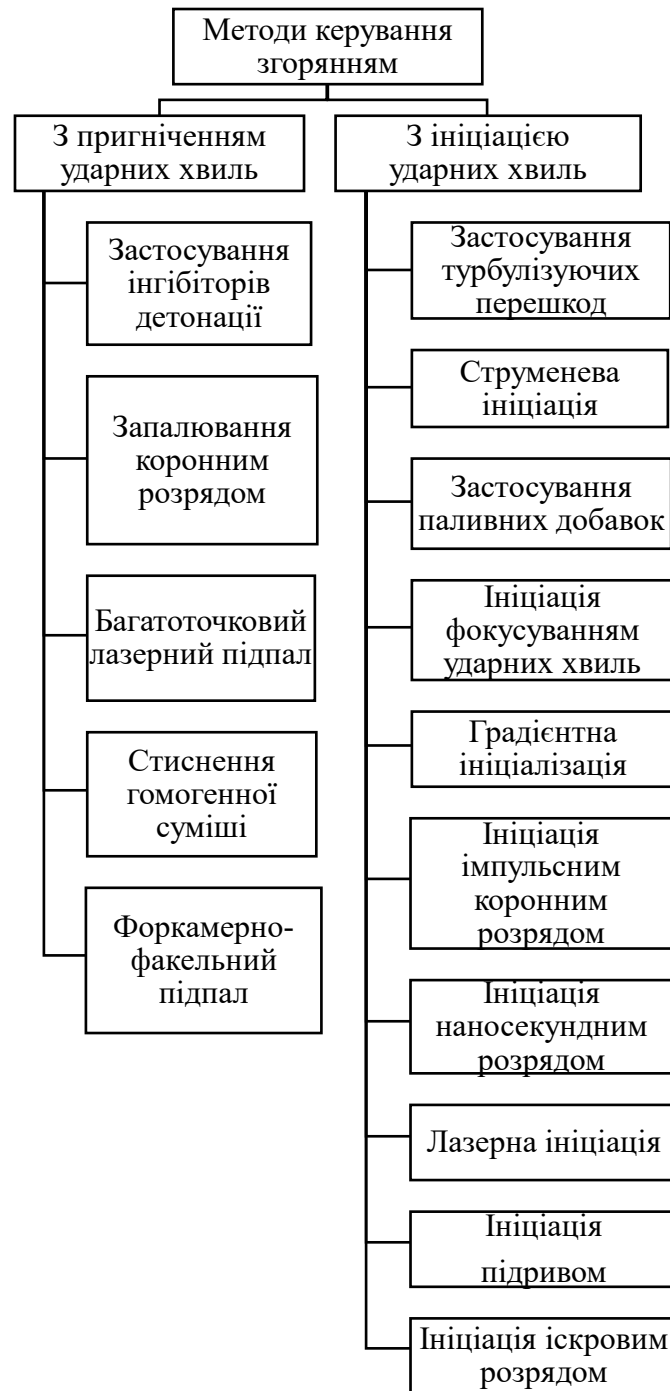 Методи керування
згорянням
З пригніченням
ударних хвиль
Застосування
інгібіторів
детонації
Запалювання
коронним
розрядом
Багатоточковий
лазерний підпал
Стиснення
гомогенної
суміші
Форкамерно-
факельний
підпал
З ініціацією
ударних хвиль
Застосування
турбулізуючих
перешкод
Струменева
ініціація
Застосування
паливних добавок
Ініціація
фокусуванням
ударних хвиль
Градієнтна
ініціалізація
Ініціація
імпульсним
коронним
розрядом
Ініціація
наносекундним
розрядом
Лазерна ініціація
Ініціація
підривом
Ініціація іскровим
розрядом